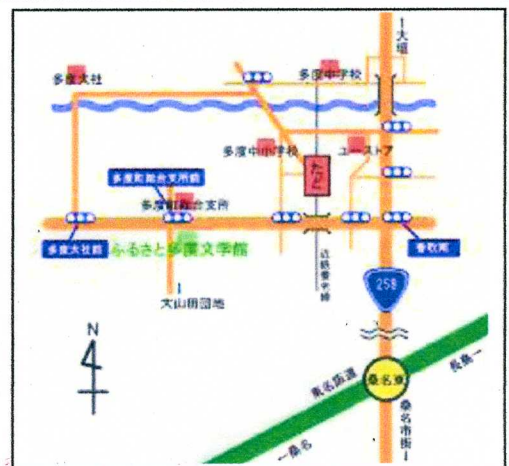 ↑大垣
多度大社
多度中学校
多度中小学校
ユーストア
たど
多度町総合支所前
多度町総合支所
多度大社前
ふるさと多度文学館
香取南
近鉄養老線
大山田団地
258
N
桑名東
東名阪道
長島→
←桑名
桑名市街↓